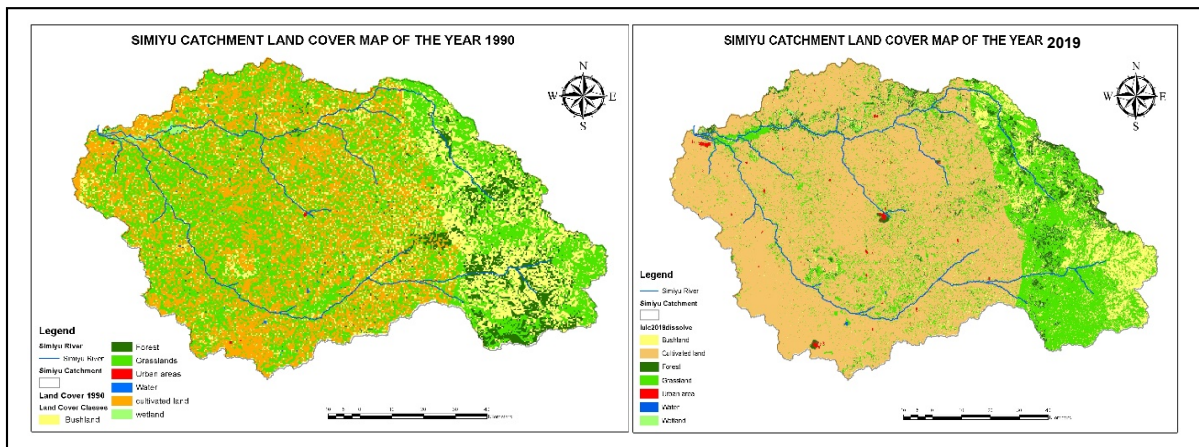 SIMIYU CATCHMENT LAND COVER MAP OF THE YEAR 1990
N
W E
S
Legend
Simiyu River
Simiyu River
Simiyu Catchment
Land Cover 1990
Land Cover Classes
Bushland
Forest
Grasslands
Urban areas
Water
cultivated land
wetland
SIMIYU CATCHMENT LAND COVER MAP OF THE YEAR 2019
N
W E
S
Legend
Simiyu River
Simiyu Catchment
Bushland
Cultivated land
Forest
Grassland
Urban area
Water
Wetland